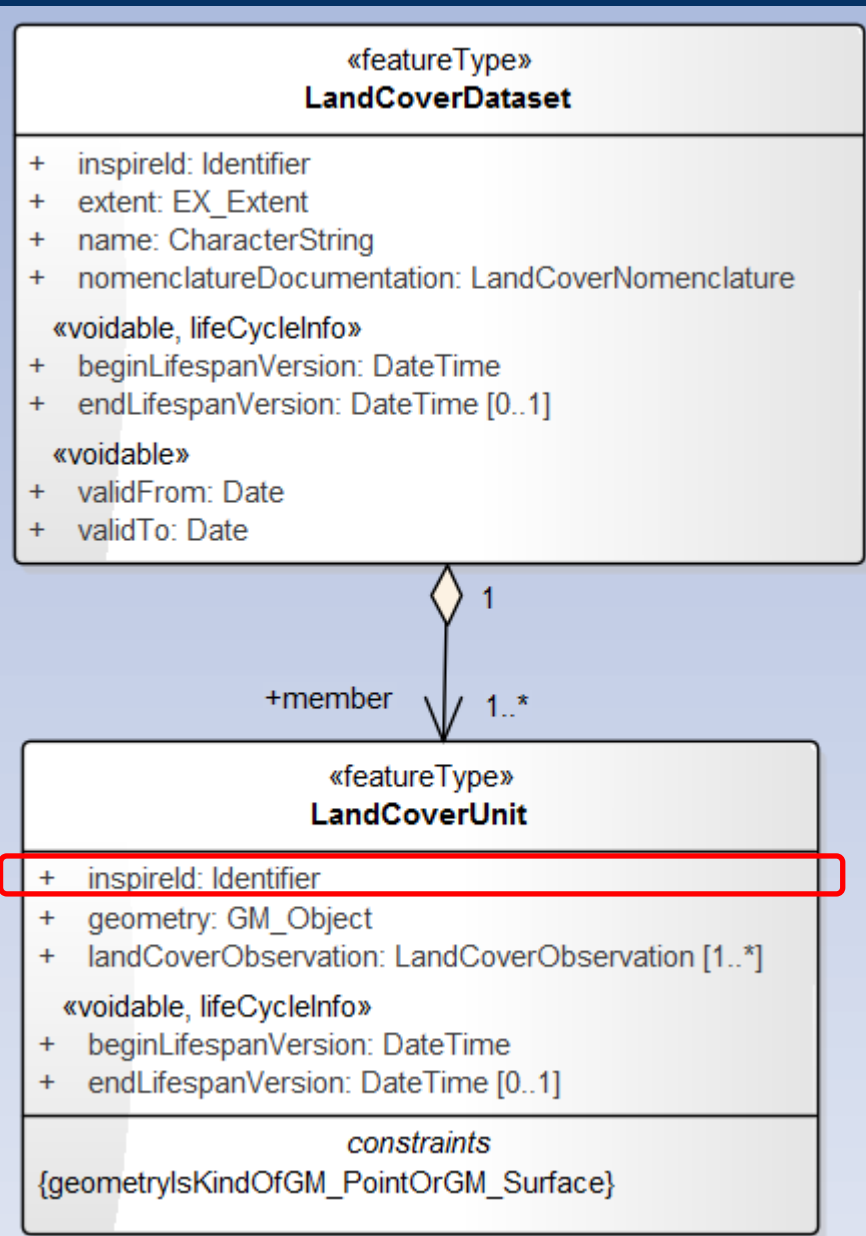 «featureType»
LandCoverDataset
+ inspireId: Identifier
+ extent: EX_Extent
+ name: CharacterString
+ nomenclatureDocumentation: LandCoverNomenclature
«voidable, lifeCycleInfo»
+ beginLifespanVersion: DateTime
+ endLifespanVersion: DateTime [0..1]
«voidable»
+ validFrom: Date
+ validTo: Date
1
+member
1..*
«featureType»
LandCoverUnit
+ inspireId: Identifier
+ geometry: GM_Object
+ landCoverObservation: LandCoverObservation [1..*]
«voidable, lifeCycleInfo»
+ beginLifespanVersion: DateTime
+ endLifespanVersion: DateTime [0..1]
constraints
{geometryIsKindOfGM_PointOrGM_Surface}